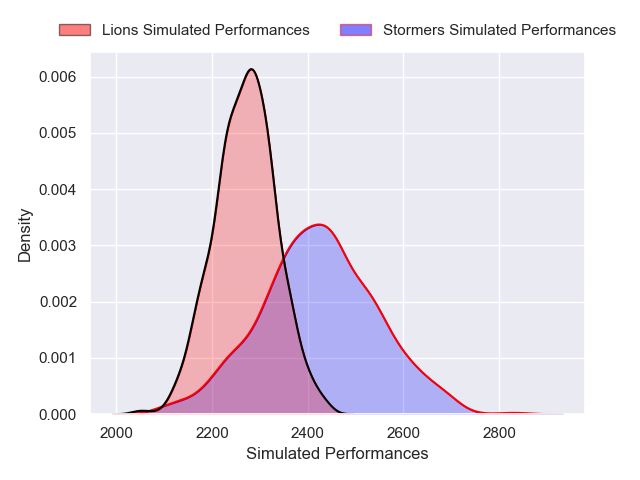 Lions Simulated Performances
Stormers Simulated Performances
0.006
0.005
0.004
0.003
0.002
0.001
0.000
Density
2000 2200 2400 2600 2800
Simulated Performances